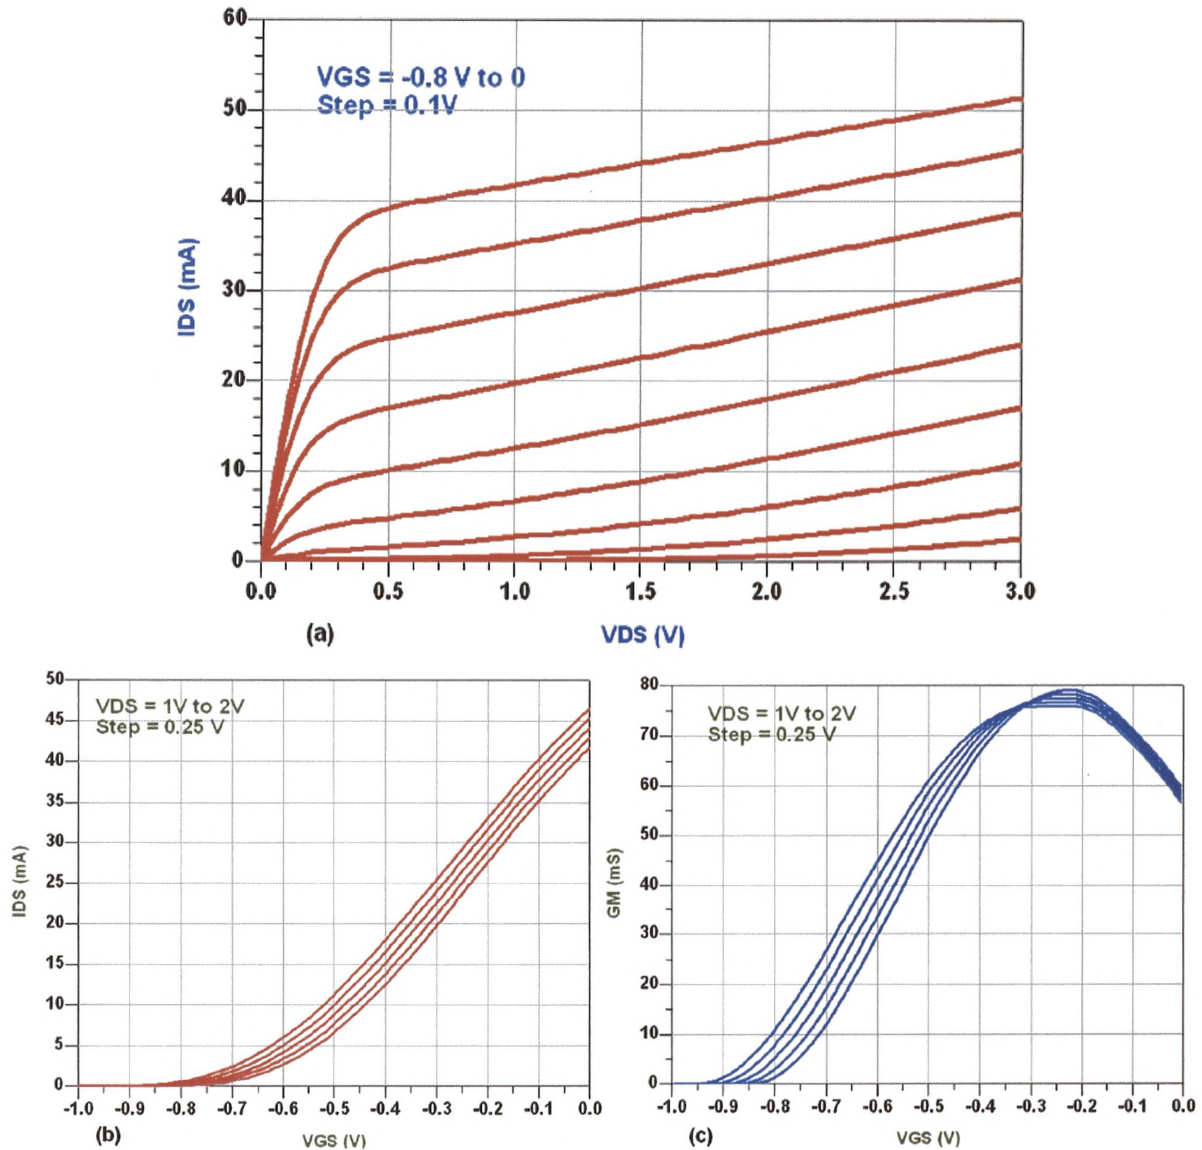 60
VGS = -0.8 V to 0
Step = 0.1V
50
40
IDS (mA)
30
20
10
0
0.0 0.5 1.0 1.5 2.0 2.5 3.0
(a) VDS (V)
50
VDS = 1V to 2V
Step = 0.25 V
45
40
35
30
IDS (mA)
25
20
15
10
5
0
-1.0 -0.9 -0.8 -0.7 -0.6 -0.5 -0.4 -0.3 -0.2 -0.1 0.0
(b) VGS (V)
80
VDS = 1V to 2V
Step = 0.25 V
70
60
50
GM (mS)
40
30
20
10
0
-1.0 -0.9 -0.8 -0.7 -0.6 -0.5 -0.4 -0.3 -0.2 -0.1 0.0
(c) VGS (V)